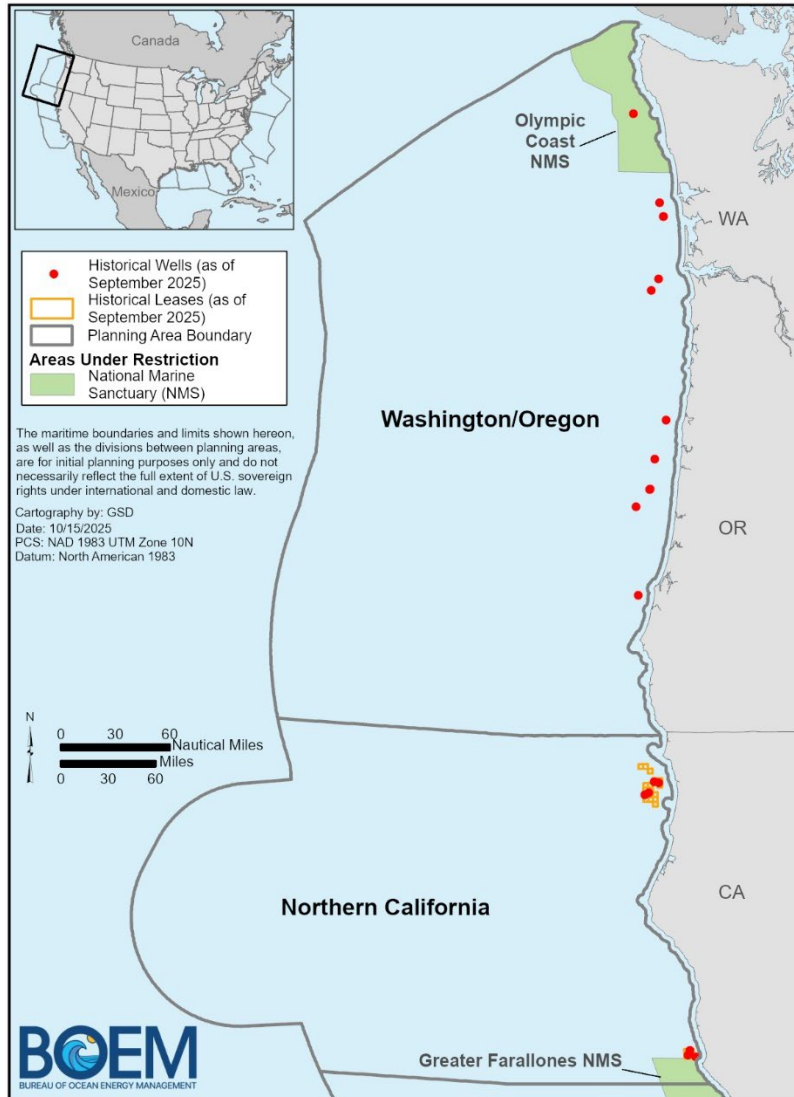 Canada
Mexico
Olympic
Coast
NMS
WA
Historical Wells (as of
September 2025)
Historical Leases (as of
September 2025)
Planning Area Boundary
Areas Under Restriction
National Marine
Sanctuary (NMS)
Washington/Oregon
The maritime boundaries and limits shown hereon,
as well as the divisions between planning areas,
are for initial planning purposes only and do not
necessarily reflect the full extent of U.S. sovereign
rights under international and domestic law.
Cartography by: GSD
Date: 10/15/2025
PCS: NAD 1983 UTM Zone 10N
Datum: North American 1983
OR
N
0 30 60
Nautical Miles
Miles
0 30 60
CA
Northern California
Greater Farallones NMS
BOEM
BUREAU OF OCEAN ENERGY MANAGEMENT